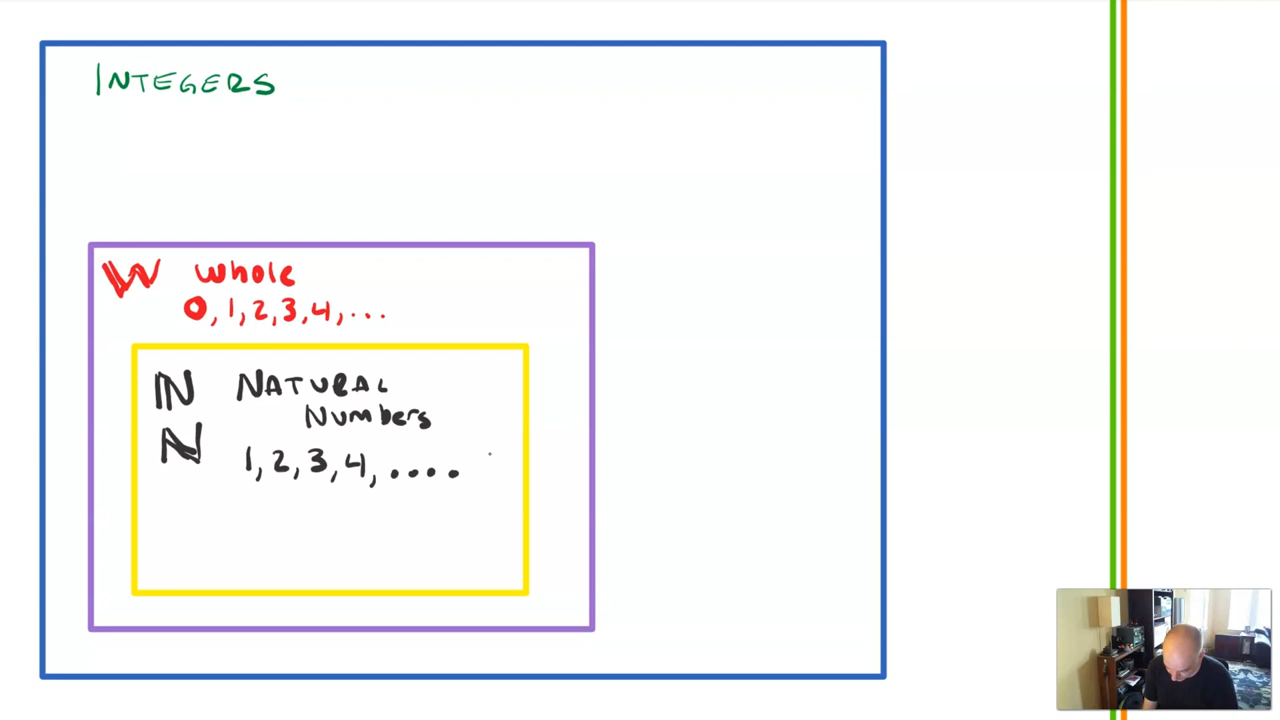 INTEGERS
W whole
0, 1, 2, 3, 4, ...
N NATURAL
Numbers
N 1, 2, 3, 4, ....